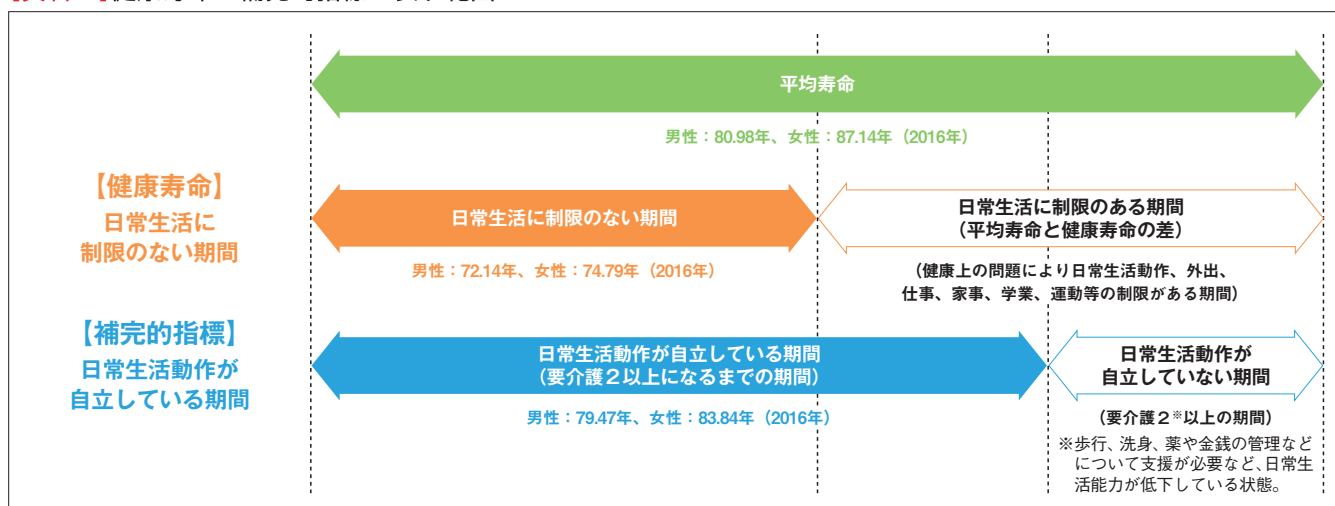 平均寿命
男性：80.98年、女性：87.14年（2016年）
【健康寿命】
日常生活に
制限のない期間
日常生活に制限のない期間
男性：72.14年、女性：74.79年（2016年）
日常生活に制限のある期間
（平均寿命と健康寿命の差）
（健康上の問題により日常生活動作、外出、
仕事、家事、学業、運動等の制限がある期間）
【補完的指標】
日常生活動作が
自立している期間
日常生活動作が自立している期間
（要介護２以上になるまでの期間）
男性：79.47年、女性：83.84年（2016年）
日常生活動作が
自立していない期間
（要介護２※以上の期間）
※歩行、洗身、薬や金銭の管理など
について支援が必要など、日常生
活能力が低下している状態。